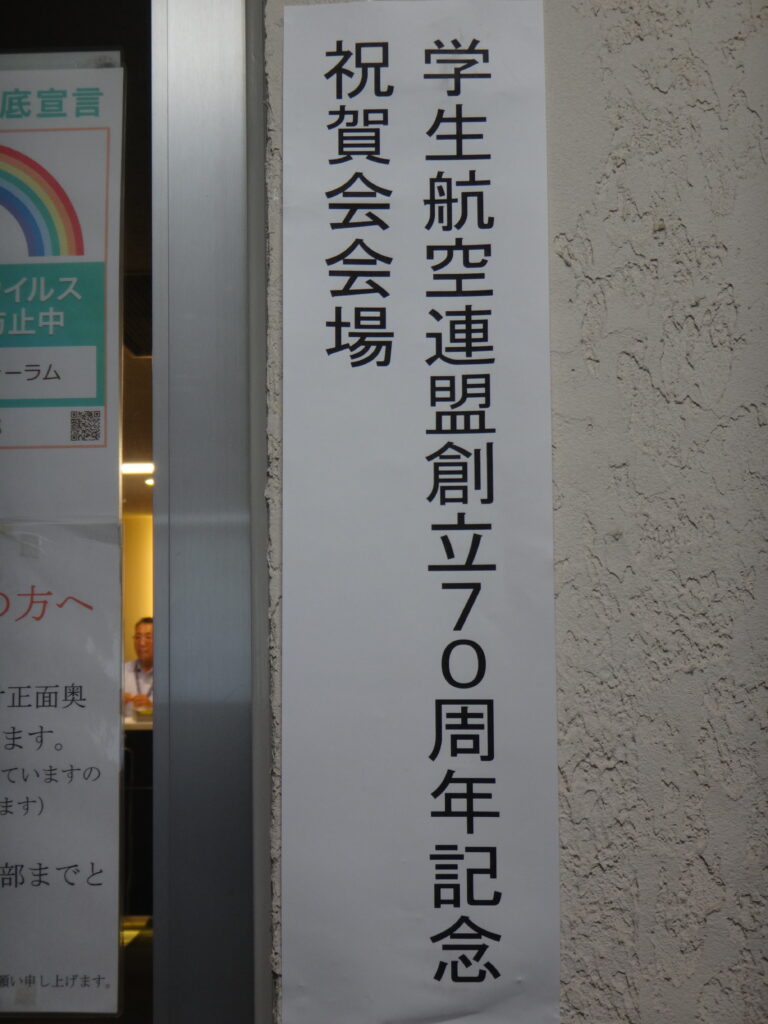 学生航空連盟創立70周年記念
祝賀会会場
底宣言
イルス
防止中
ーラム
の方へ
正面奥
ます。
ていますの
ます）
部までと
願い申し上げます。